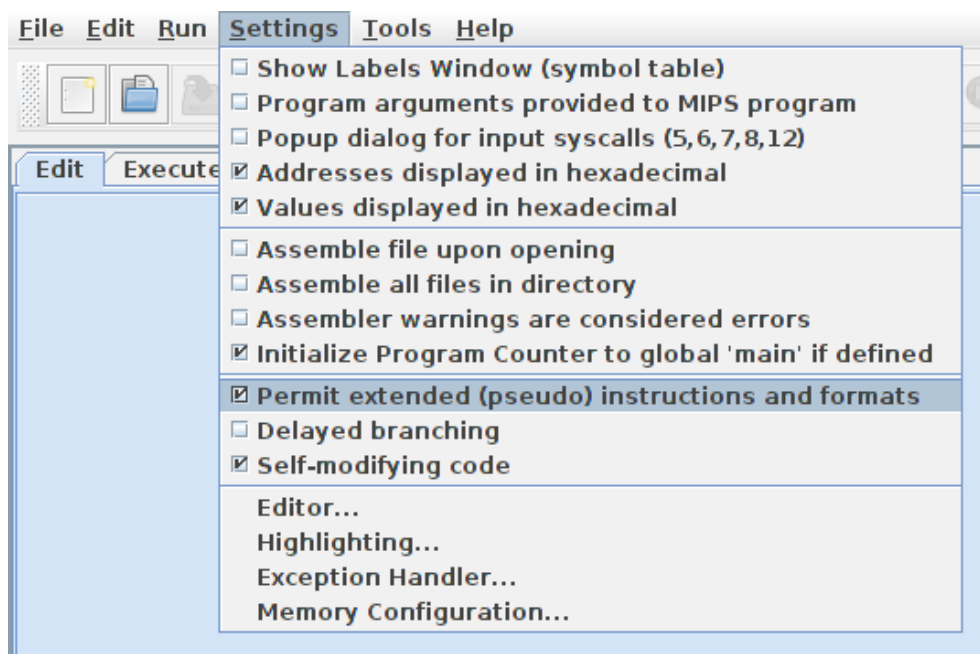 File Edit Run Settings Tools Help
Show Labels Window (symbol table)
Program arguments provided to MIPS program
Popup dialog for input syscalls (5,6,7,8,12)
Addresses displayed in hexadecimal
Values displayed in hexadecimal
Edit Execute
Assemble file upon opening
Assemble all files in directory
Assembler warnings are considered errors
Initialize Program Counter to global 'main' if defined
Permit extended (pseudo) instructions and formats
Delayed branching
Self-modifying code
Editor...
Highlighting...
Exception Handler...
Memory Configuration...